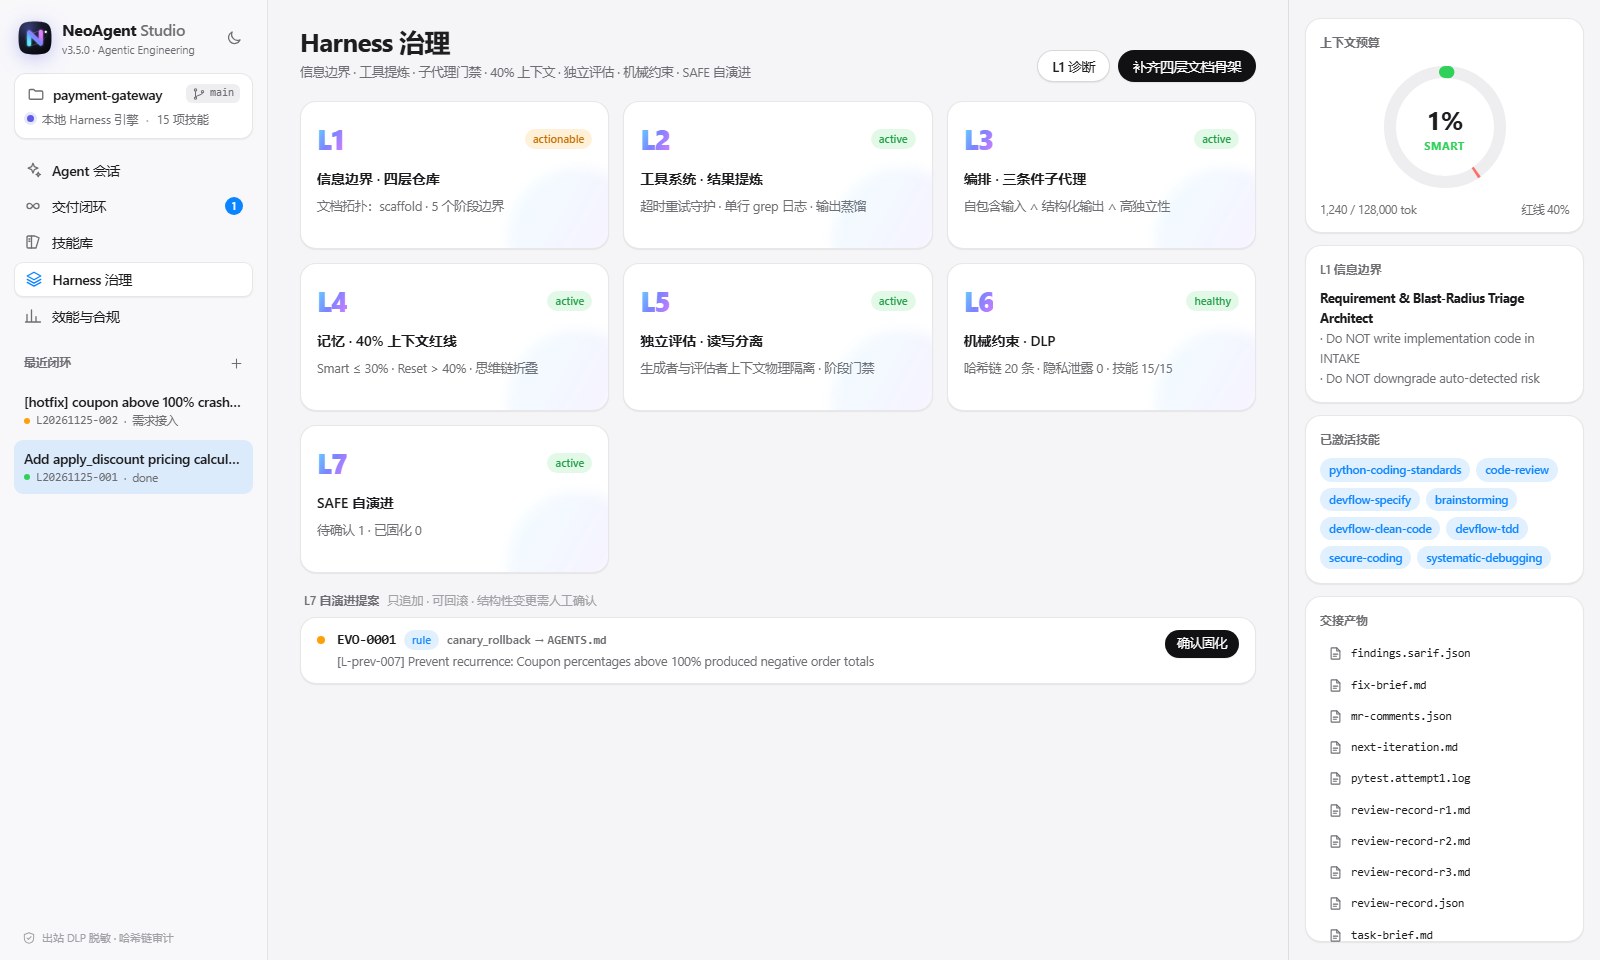 NeoAgent Studio
v3.5.0 · Agentic Engineering
payment-gateway
main
本地 Harness 引擎 · 15 项技能
Agent 会话
交付闭环
1
技能库
Harness 治理
效能与合规
最近闭环
[hotfix] coupon above 100% crash...
L20261125-002 · 需求接入
Add apply_discount pricing calcul...
L20261125-001 · done
出站 DLP 脱敏 · 哈希链审计
Harness 治理
信息边界 · 工具提炼 · 子代理门禁 · 40% 上下文 · 独立评估 · 机械约束 · SAFE 自演进
L1 诊断
补齐四层文档骨架
L1
actionable
信息边界 · 四层仓库
文档拓扑：scaffold · 5 个阶段边界
L2
active
工具系统 · 结果提炼
超时重试守护 · 单行 grep 日志 · 输出蒸馏
L3
active
编排 · 三条件子代理
自包含输入 ∧ 结构化输出 ∧ 高独立性
L4
active
记忆 · 40% 上下文红线
Smart ≤ 30% · Reset > 40% · 思维链折叠
L5
active
独立评估 · 读写分离
生成者与评估者上下文物理隔离 · 阶段门禁
L6
healthy
机械约束 · DLP
哈希链 20 条 · 隐私泄露 0 · 技能 15/15
L7
active
SAFE 自演进
待确认 1 · 已固化 0
L7 自演进提案 只追加 · 可回滚 · 结构性变更需人工确认
EVO-0001 rule canary_rollback → AGENTS.md
[L-prev-007] Prevent recurrence: Coupon percentages above 100% produced negative order totals
确认固化
上下文预算
1%
SMART
1,240 / 128,000 tok
红线 40%
L1 信息边界
Requirement & Blast-Radius Triage
Architect
· Do NOT write implementation code in
INTAKE
· Do NOT downgrade auto-detected risk
已激活技能
python-coding-standards code-review
devflow-specify brainstorming
devflow-clean-code devflow-tdd
secure-coding systematic-debugging
交接产物
findings.sarif.json
fix-brief.md
mr-comments.json
next-iteration.md
pytest.attempt1.log
review-record-r1.md
review-record-r2.md
review-record-r3.md
review-record.json
task-brief.md